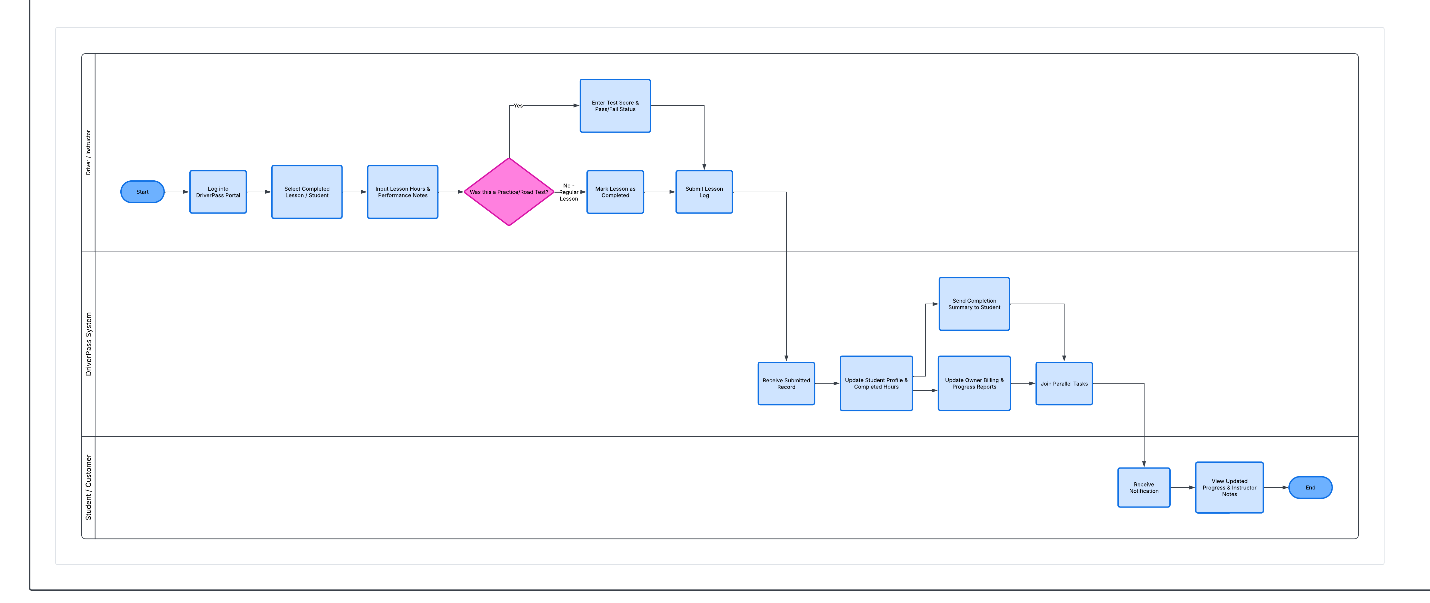 Driver / Instructor
Start
Log into
DriverPass Portal
Select Completed
Lesson / Student
Input Lesson Hours &
Performance Notes
Was this a Practice/Road Test?
Yes
Enter Test Score &
Pass/Fail Status
No -
Regular
Lesson
Mark Lesson as
Completed
Submit Lesson
Log
DriverPass System
Receive Submitted
Record
Update Student Profile &
Completed Hours
Send Completion
Summary to Student
Update Owner Billing &
Progress Reports
Join Parallel Tasks
Student / Customer
Receive
Notification
View Updated
Progress & Instructor
Notes
End